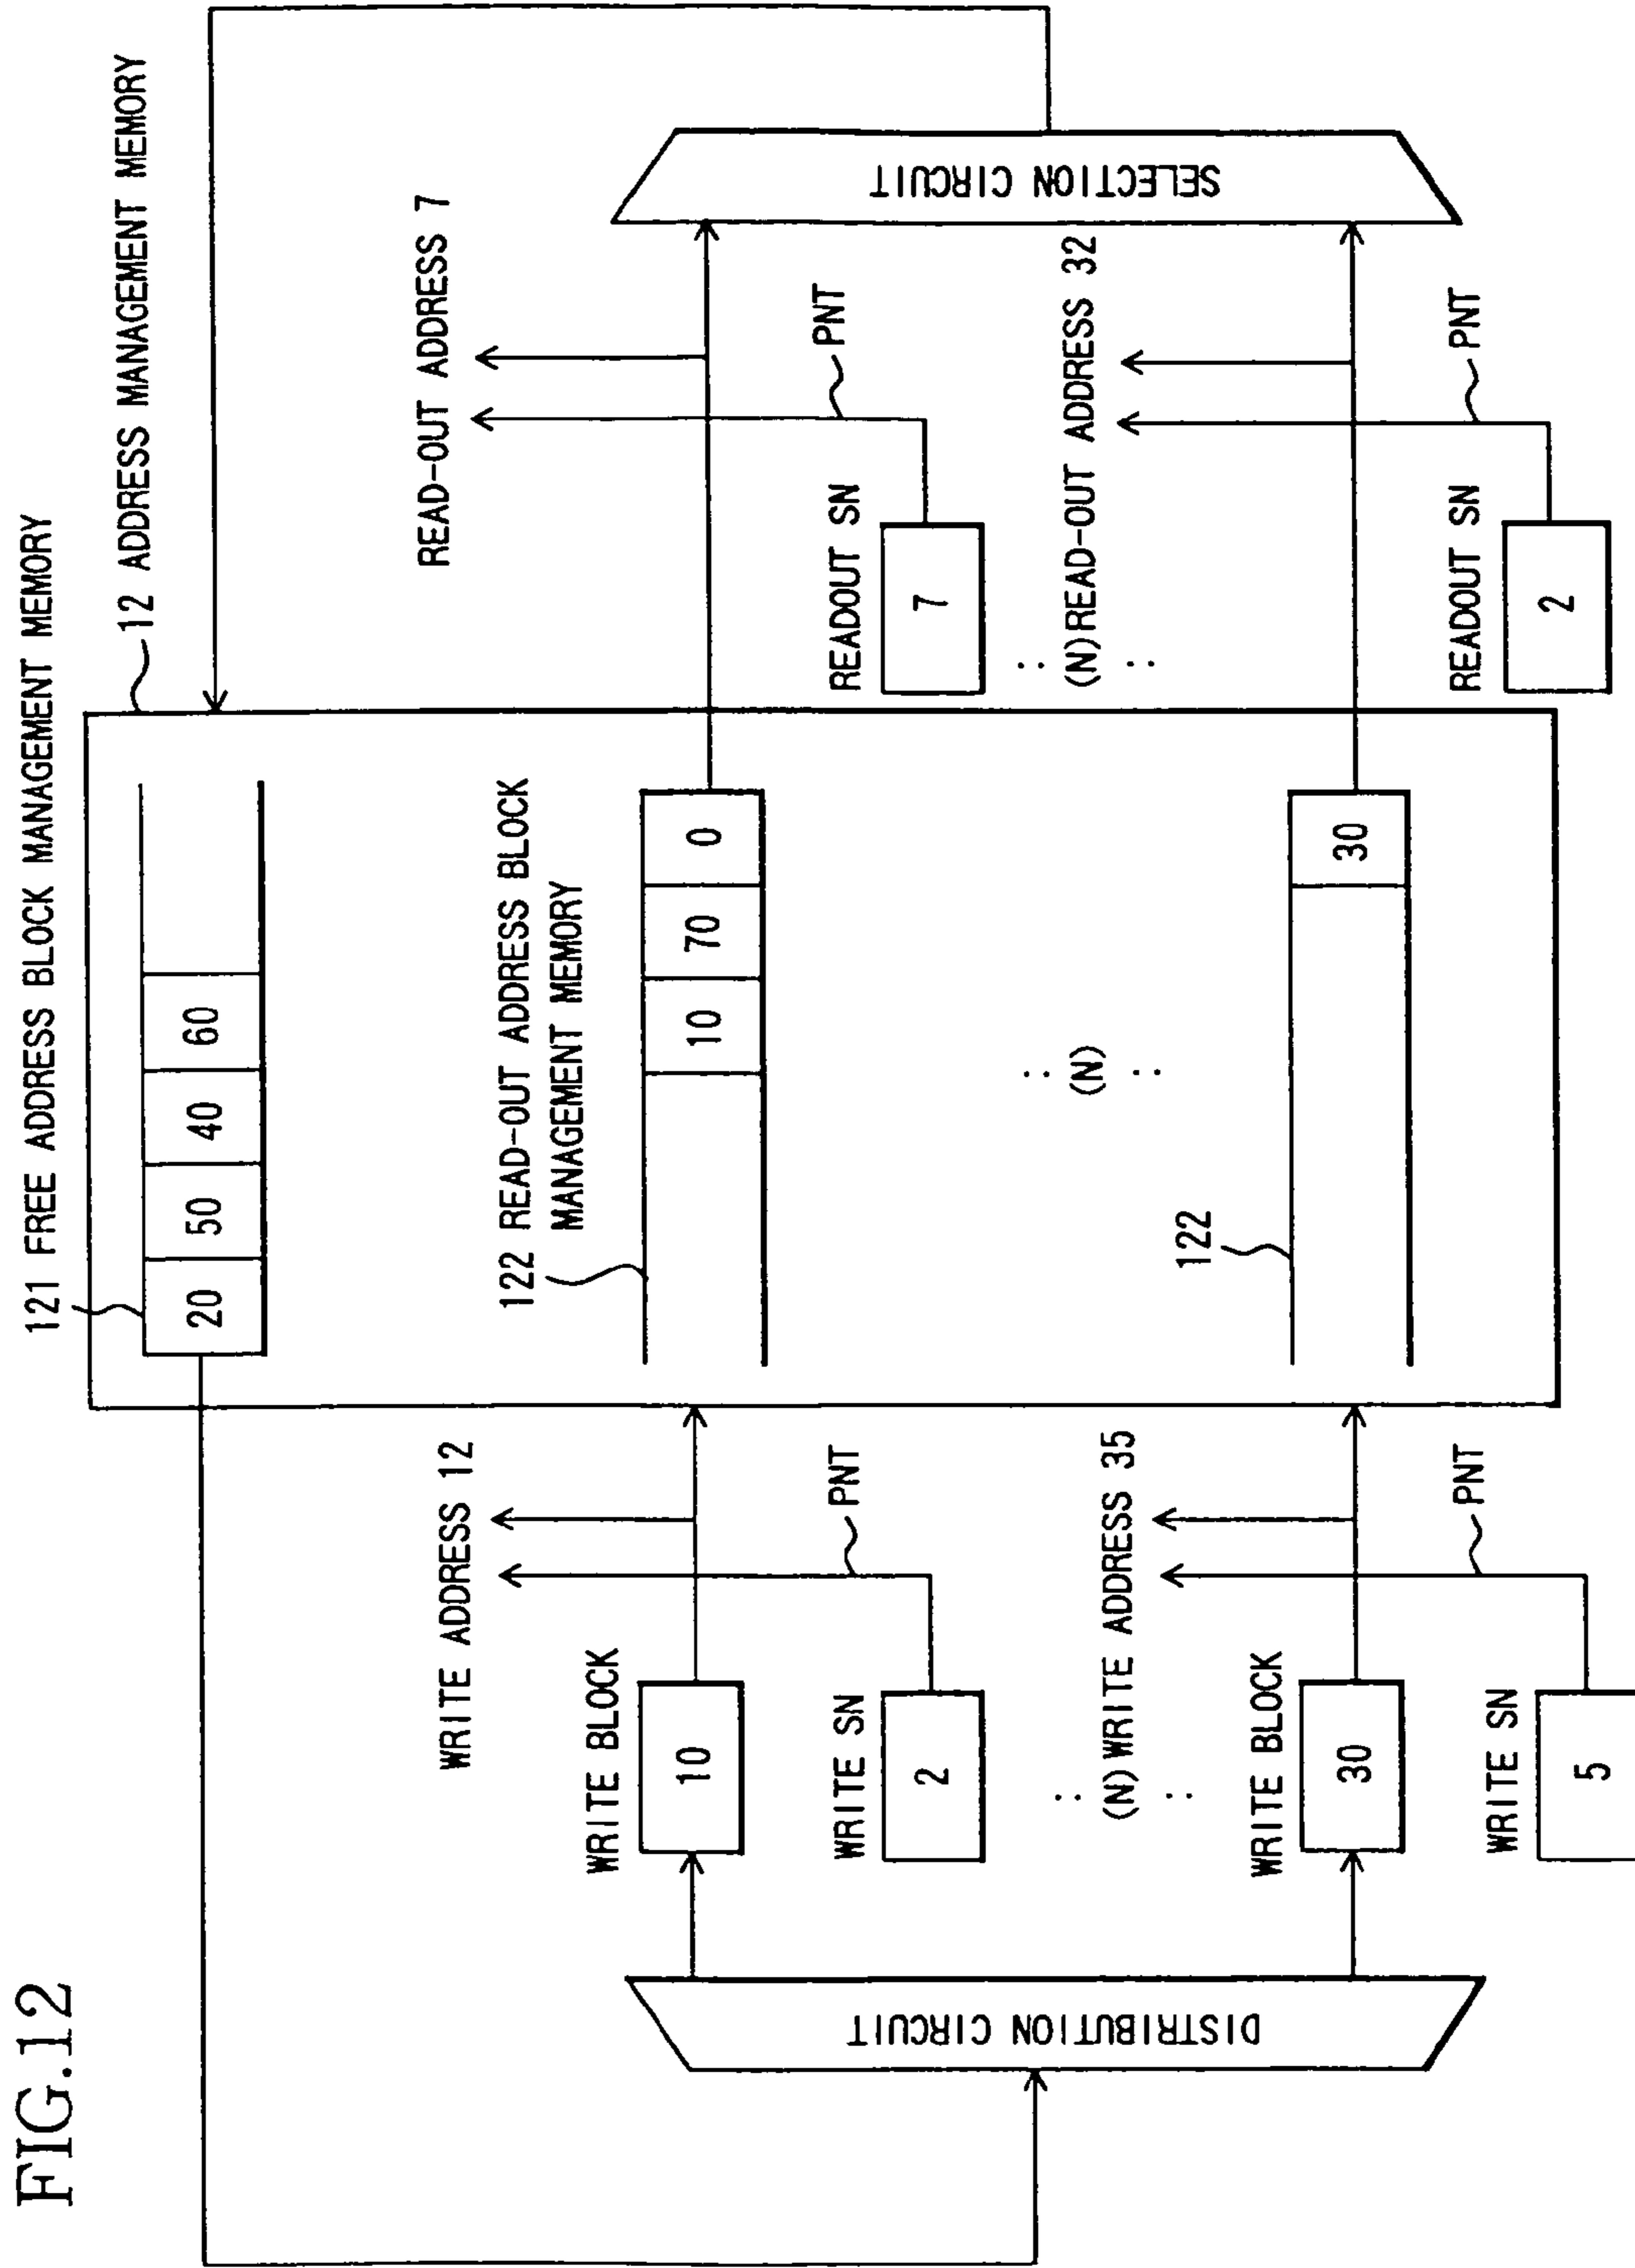 FIG.12
121 FREE ADDRESS BLOCK MANAGEMENT MEMORY
12 ADDRESS MANAGEMENT MEMORY
20
50
40
60
WRITE ADDRESS 12
122 READ-OUT ADDRESS BLOCK
MANAGEMENT MEMORY
READ-OUT ADDRESS 7
WRITE BLOCK
10
10
70
0
PNT
PNT
WRITE SN
2
READOUT SN
7
DISTRIBUTION CIRCUIT
SELECTION CIRCUIT
: (N) WRITE ADDRESS 35
:
: (N)
:
: (N) READ-OUT ADDRESS 32
:
WRITE BLOCK
30
122
30
PNT
PNT
WRITE SN
5
READOUT SN
2